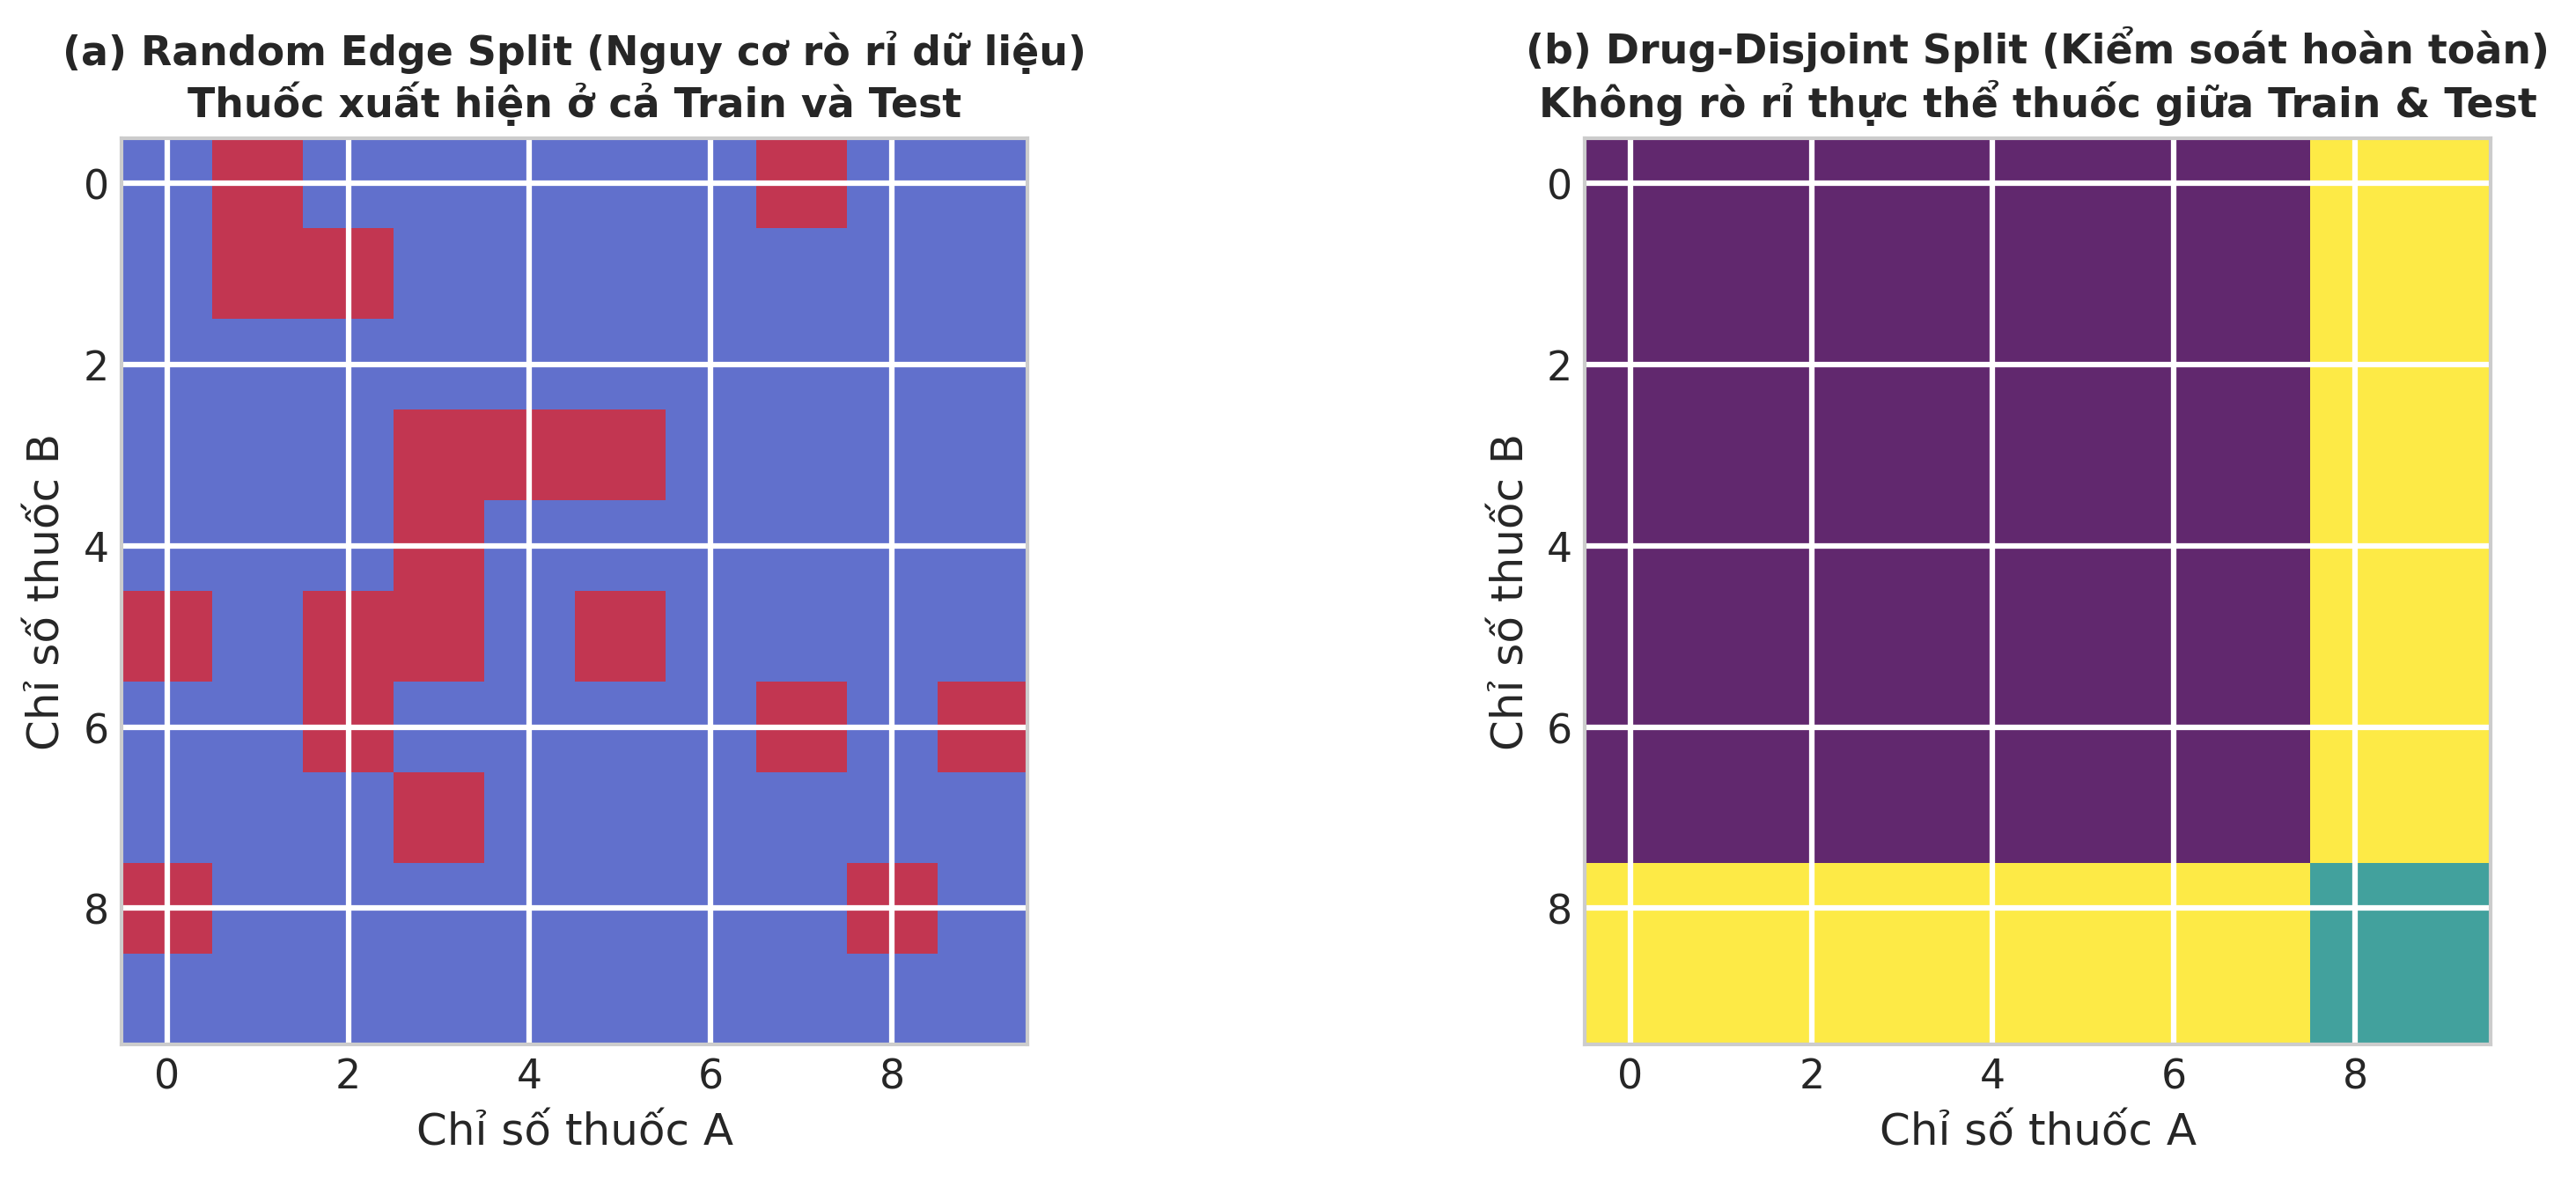 (a) Random Edge Split (Nguy cơ rò rỉ dữ liệu)
Thuốc xuất hiện ở cả Train và Test
0
2
4
6
8
Chỉ số thuốc B
0 2 4 6 8
Chỉ số thuốc A
(b) Drug-Disjoint Split (Kiểm soát hoàn toàn)
Không rò rỉ thực thể thuốc giữa Train & Test
0
2
4
6
8
Chỉ số thuốc B
0 2 4 6 8
Chỉ số thuốc A